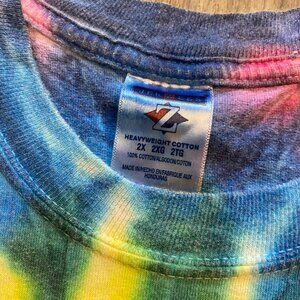 HEAVYWEIGHT COTTON
2X 2XG 2TG
100% COTTON/ALGODON/COTON
MADE IN/HECHO EN/FABRIQUE AUX
HONDURAS